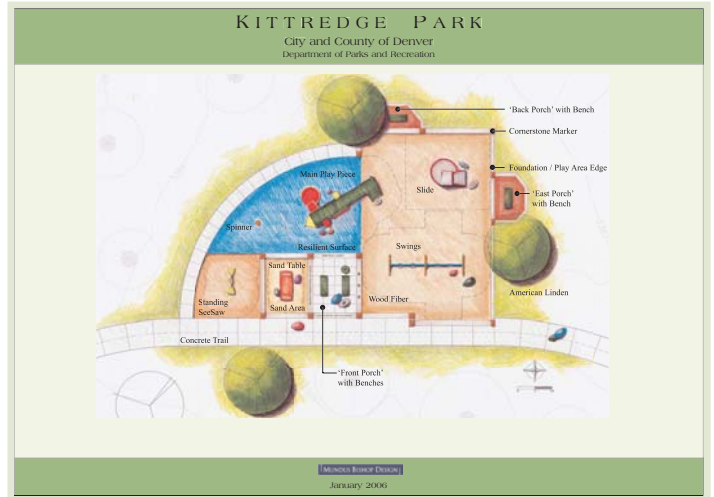 KITTREDGE PARK
City and County of Denver
Department of Parks and Recreation
'Back Porch' with Bench
Cornerstone Marker
Foundation / Play Area Edge
Main Play Piece
Slide
'East Porch'
with Bench
Spinner
Resilient Surface
Swings
Sand Table
American Linden
Standing
SeeSaw
Sand Area
Wood Fiber
Concrete Trail
'Front Porch'
with Benches
MUNDUS BISHOP DESIGN
January 2006